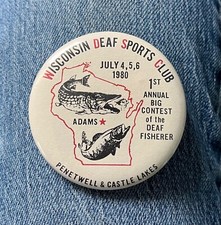 WISCONSIN DEAF SPORTS CLUB
JULY 4,5,6
1980
1ST
ANNUAL
BIG
CONTEST
of the
DEAF
FISHERER
ADAMS
PENETWELL & CASTLE LAKES